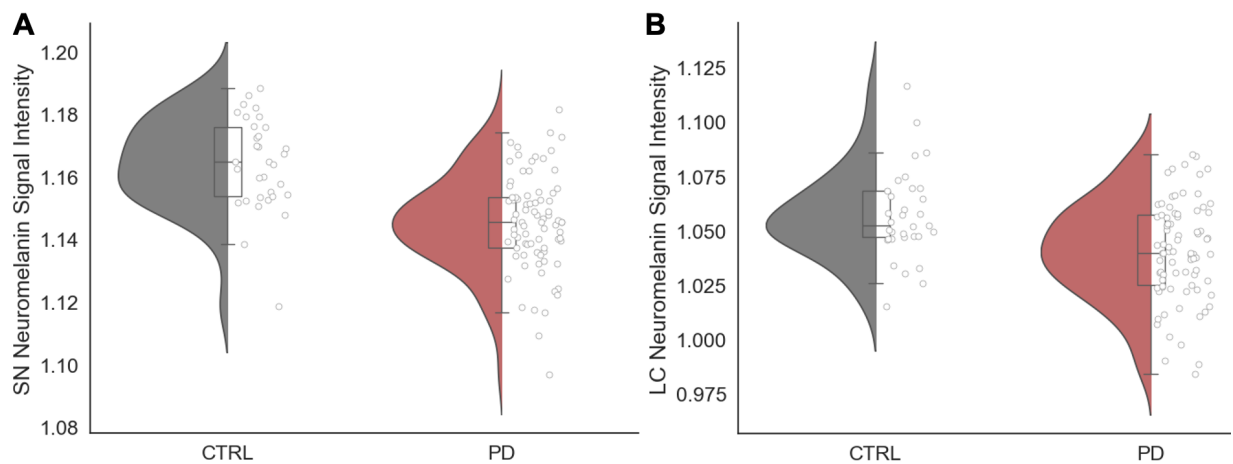 A
SN Neuromelanin Signal Intensity
1.20
1.18
1.16
1.14
1.12
1.10
1.08
CTRL
PD
B
LC Neuromelanin Signal Intensity
1.125
1.100
1.075
1.050
1.025
1.000
0.975
CTRL
PD